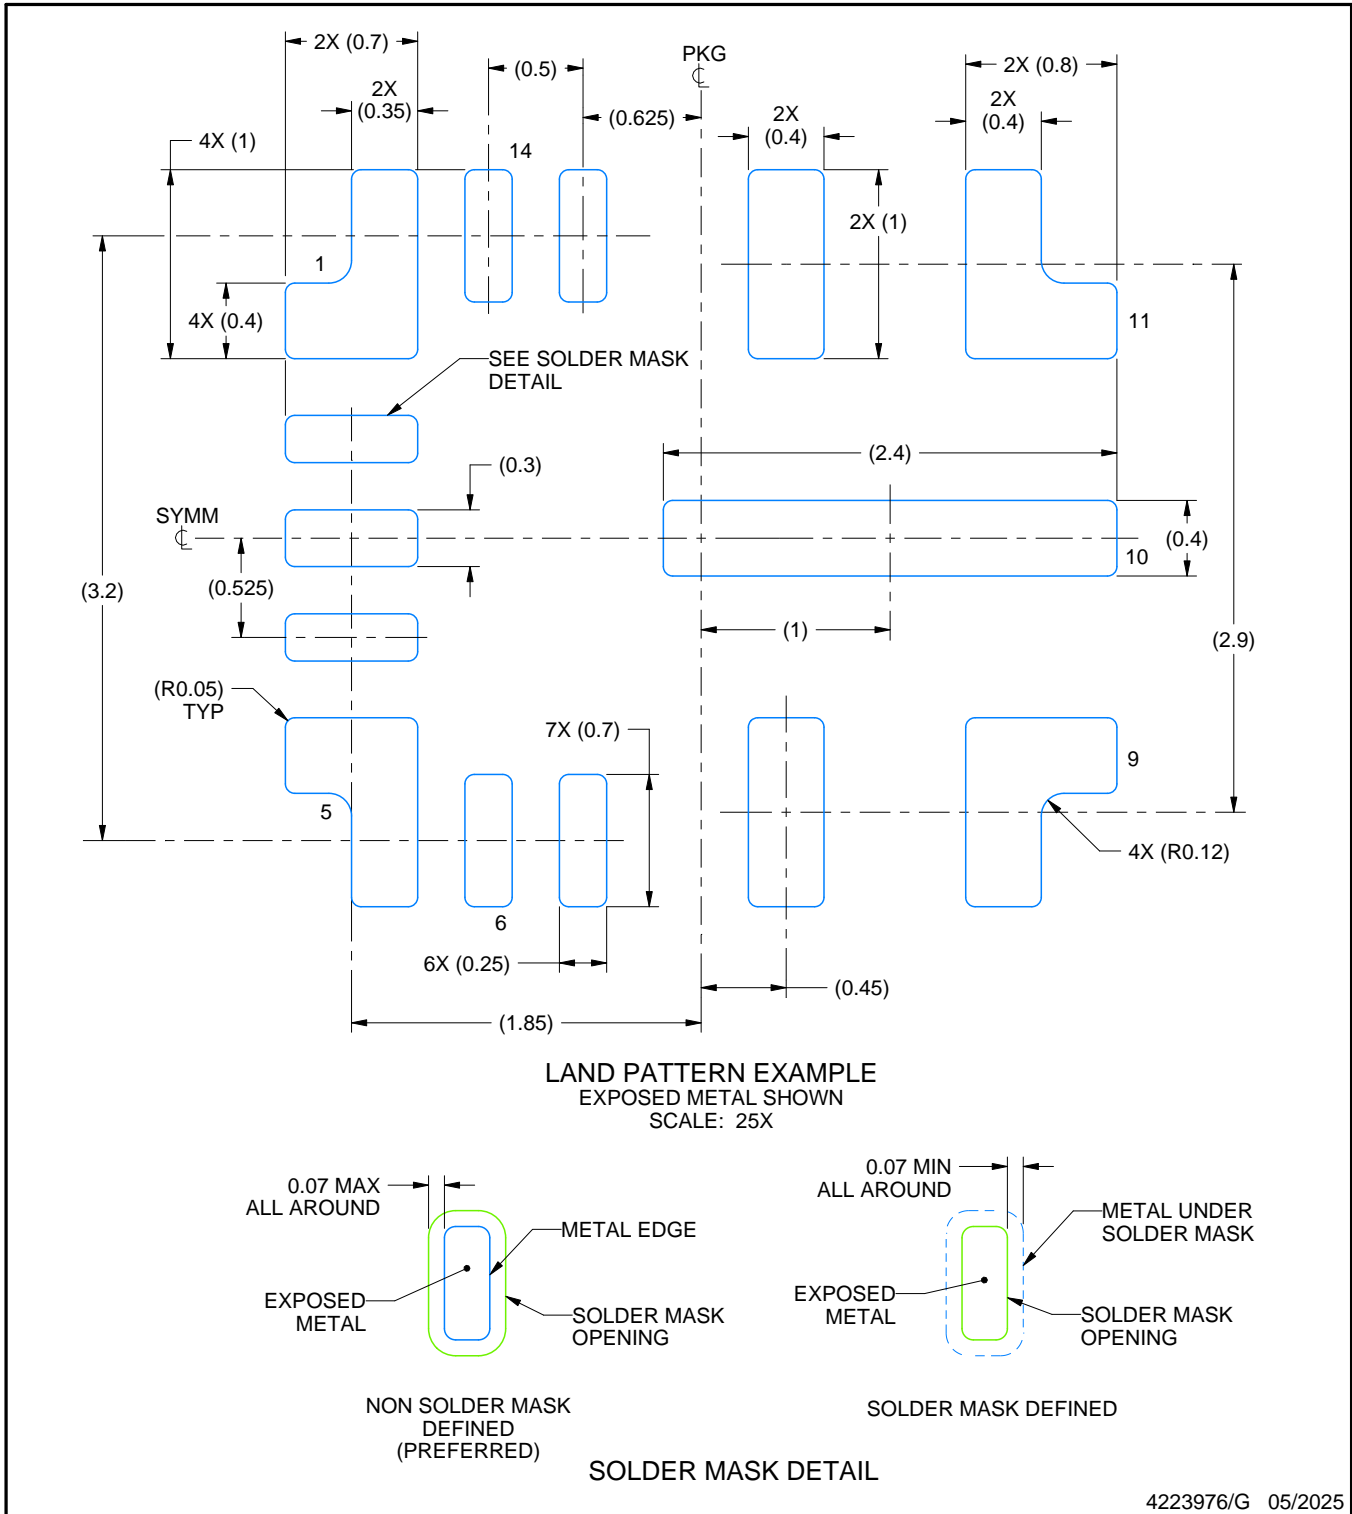 2X (0.7)
(0.5)
PKG
2X (0.8)
2X
(0.35)
(0.625)
2X
(0.4)
2X
(0.4)
4X (1)
14
2X (1)
1
4X (0.4)
11
SEE SOLDER MASK
DETAIL
(2.4)
(0.3)
SYMM
(0.4)
10
(3.2)
(0.525)
(1)
(2.9)
(R0.05)
TYP
7X (0.7)
9
5
4X (R0.12)
6
6X (0.25)
(0.45)
(1.85)
LAND PATTERN EXAMPLE
EXPOSED METAL SHOWN
SCALE: 25X
0.07 MAX
ALL AROUND
METAL EDGE
EXPOSED
METAL
SOLDER MASK
OPENING
NON SOLDER MASK
DEFINED
(PREFERRED)
0.07 MIN
ALL AROUND
METAL UNDER
SOLDER MASK
EXPOSED
METAL
SOLDER MASK
OPENING
SOLDER MASK DEFINED
SOLDER MASK DETAIL
4223976/G 05/2025